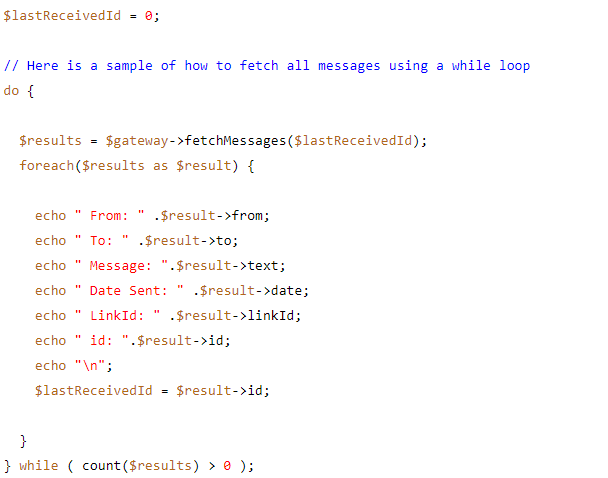 $lastReceivedId = 0;
// Here is a sample of how to fetch all messages using a while loop
do {
$results = $gateway->fetchMessages($lastReceivedId);
foreach($results as $result) {
echo " From: " .$result->from;
echo " To: " .$result->to;
echo " Message: ".$result->text;
echo " Date Sent: " .$result->date;
echo " LinkId: " .$result->linkId;
echo " id: ".$result->id;
echo "\n";
$lastReceivedId = $result->id;
}
} while ( count($results) > 0 );